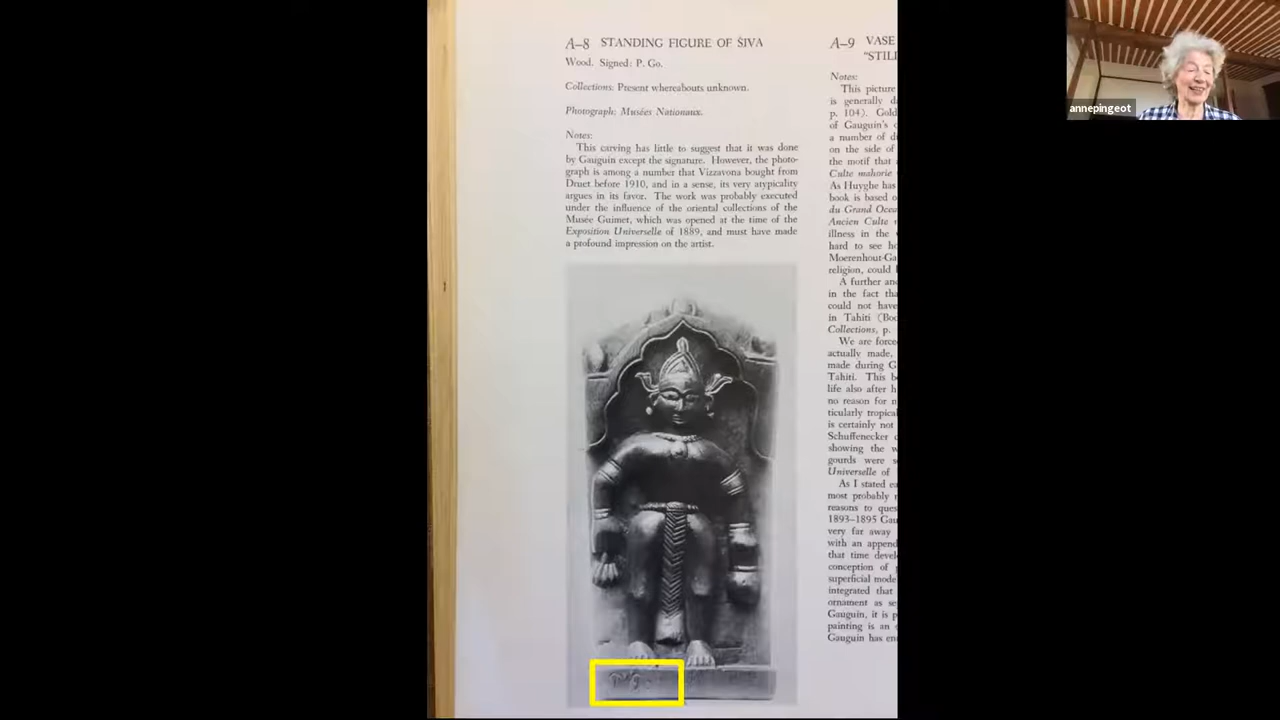 A–8 STANDING FIGURE OF ŚIVA
Wood. Signed: P. Go.
Collections: Present whereabours unknown.
Photograph: Musées Nationaux.
Notes:
This carving has little to suggest that it was done
by Gauguin except the signature. However, the photo-
graph is among a number that Vizzavona bought from
Druet before 1910, and in a sense, its very atypicality
argues in its favor. The work was probably executed
under the influence of the oriental collections of the
Musée Guimet, which was opened at the time of the
Exposition Universelle of 1889, and must have made
a profound impression on the artist.
A–9 VASE
"STILL
Notes:
This picture
is generally d
p. 104). Gold
of Gauguin's c
a number of d
on the side of
the motif that
Culte mahorie
As Huyghe has
book is based o
du Grand Ocea
Ancien Culte
illness in the
hard to see ho
Moerenhout-Ga
religion, could
A further and
in the fact tha
could not have
in Tahiti (Boo
Collections, p.
We are force
actually made,
made during G
Tahiti. This b
life also after h
no reason for n
ticularly tropical
is certainly not
Schuffenecker
showing the w
gourds were s
Universelle of
As I stated ea
most probably
reasons to ques
1893–1895 Gau
very far away
with an append
that time devel
conception of
superficial mode
integrated that
ornament as se
Gauguin, it is p
painting is an
Gauguin has en
annepingeot